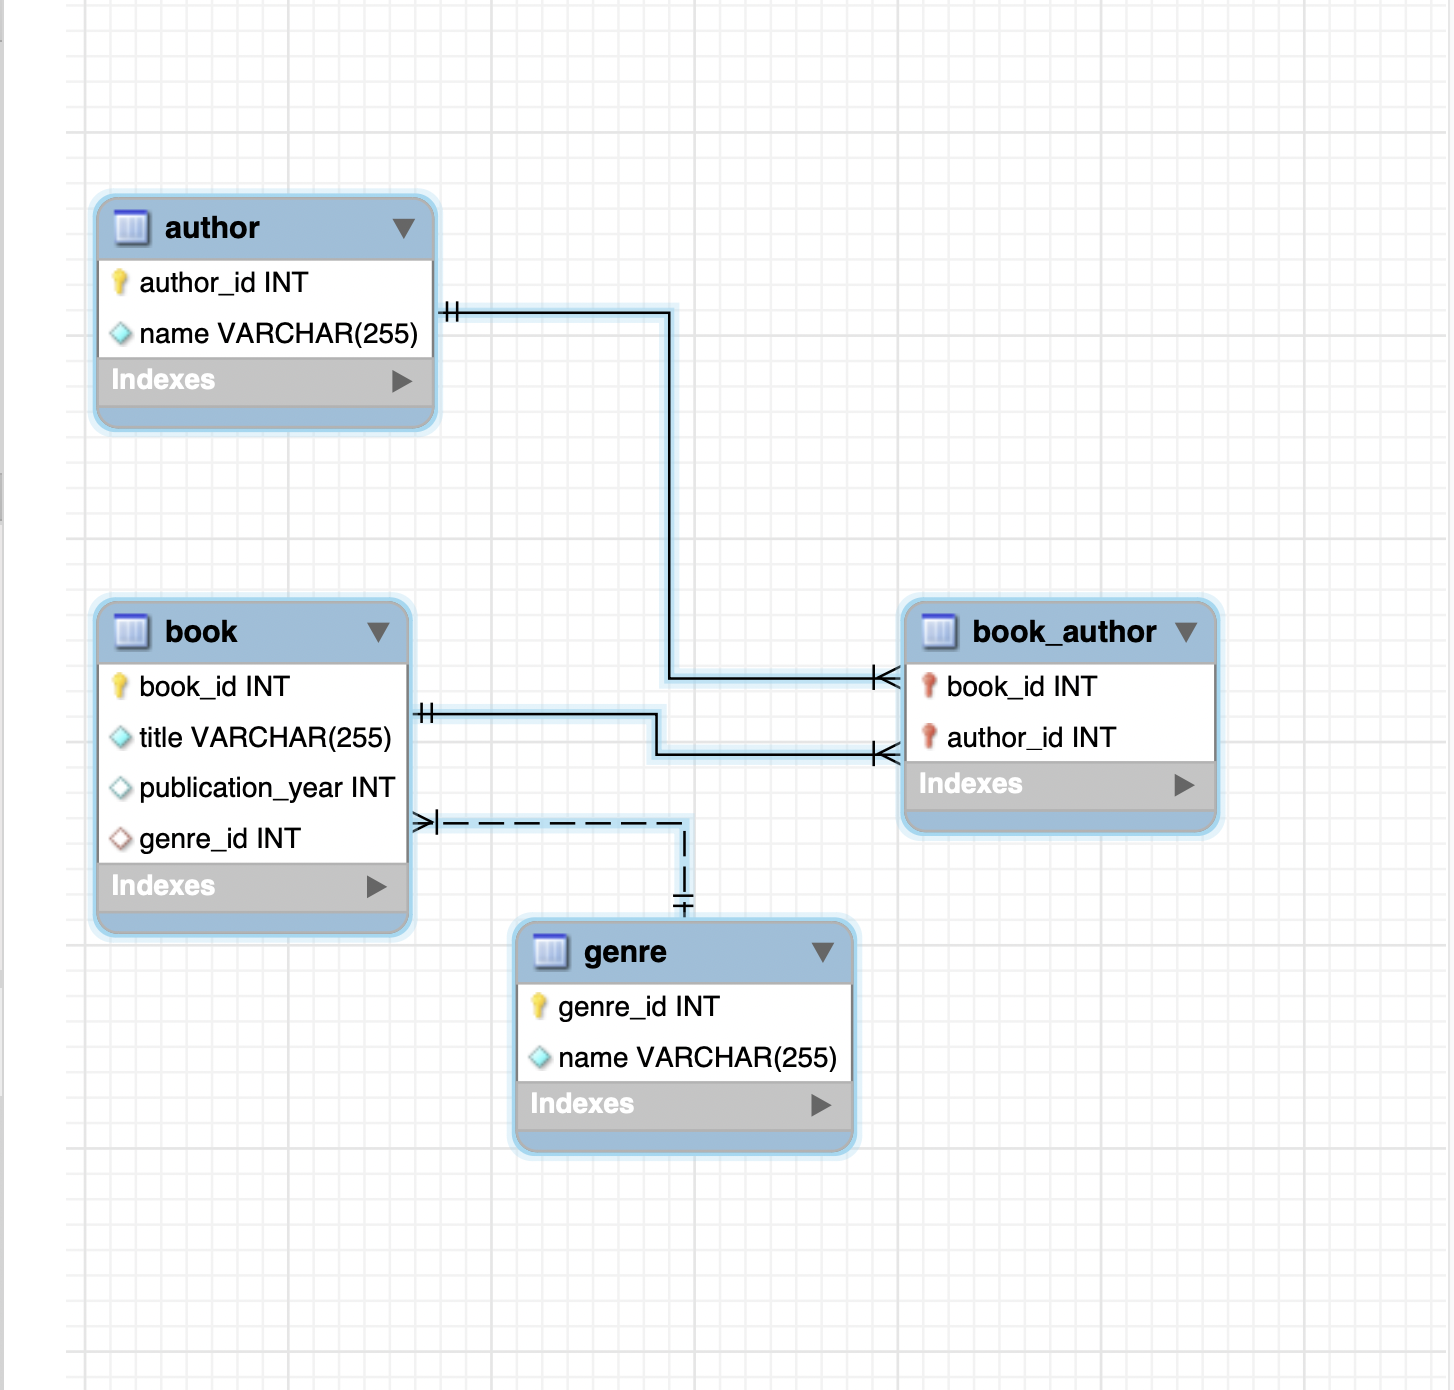 author
author_id INT
name VARCHAR(255)
Indexes
book
book_id INT
title VARCHAR(255)
publication_year INT
genre_id INT
Indexes
book_author
book_id INT
author_id INT
Indexes
genre
genre_id INT
name VARCHAR(255)
Indexes